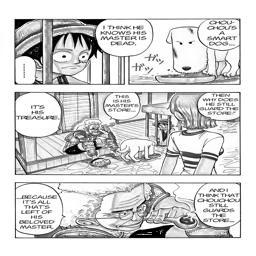 CHOU-
CHOU'S
A
SMART
DOG...
I THINK HE
KNOWS HIS
MASTER IS
DEAD.
THEN
WHY DOES
HE STILL
GUARD THE
STORE?
THIS
IS HIS
MASTER'S
STORE...
IT'S
HIS
TREASURE.
AND I
THINK THAT
CHOUCHOU
STILL
GUARDS
THE
STORE...
...BECAUSE
IT'S ALL
THAT'S
LEFT OF
HIS
BELOVED
MASTER.